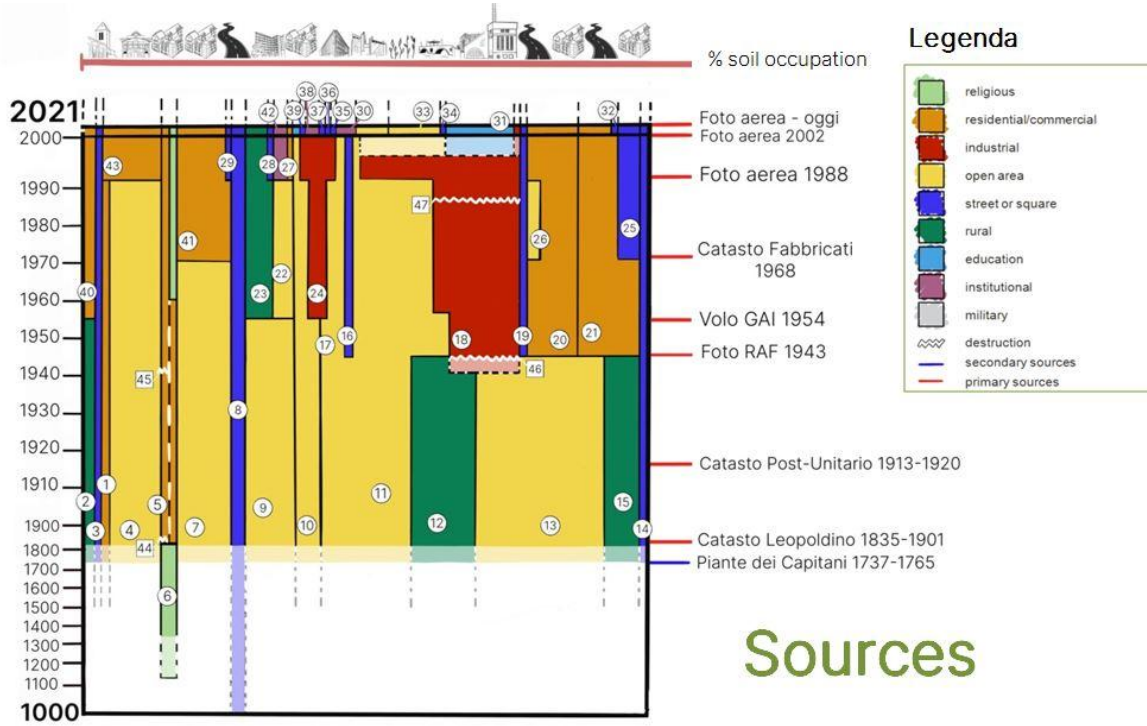 Legenda
% soil occupation
religious
residential/commercial
industrial
open area
street or square
rural
education
institutional
military
destruction
secondary sources
primary sources
2021
2000
1990
1980
1970
1960
1950
1940
1930
1920
1910
1900
1800
1700
1600
1500
1400
1300
1200
1100
1000
38 36
42 39 37 35 30 33 34 31 32
43 29 28 27
47
41 26 25
22
40 23 24
17 16 18 19 20 21
45 46
8
1
2 5 11
3 4 7 9 10 12 13 15 14
44
6
Foto aerea - oggi
Foto aerea 2002
Foto aerea 1988
Catasto Fabbricati
1968
Volo GAI 1954
Foto RAF 1943
Catasto Post-Unitario 1913-1920
Catasto Leopoldino 1835-1901
Piante dei Capitani 1737-1765
Sources